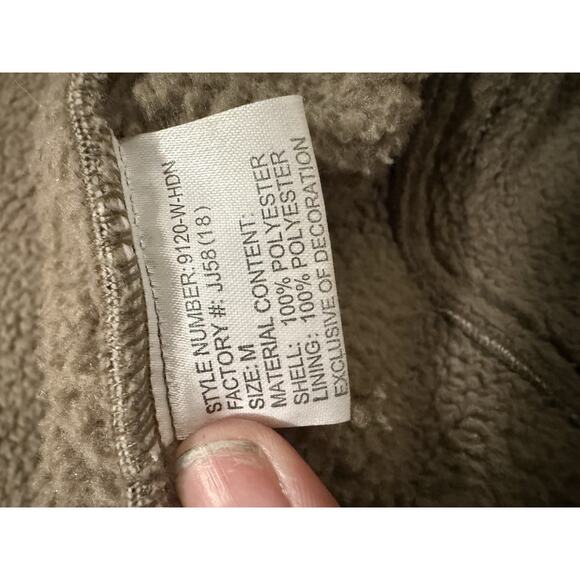 STYLE NUMBER: 9120-W-HDN
FACTORY #: JJ58(18)
SIZE: M
MATERIAL CONTENT:
SHELL: 100% POLYESTER
LINING: 100% POLYESTER
EXCLUSIVE OF DECORATION